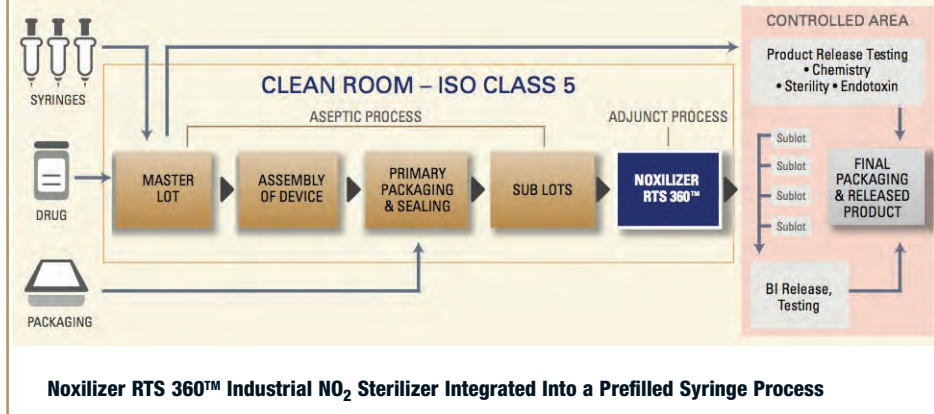 CONTROLLED AREA
Product Release Testing
• Chemistry
• Sterility • Endotoxin
SYRINGES
CLEAN ROOM – ISO CLASS 5
ASEPTIC PROCESS
ADJUNCT PROCESS
DRUG
MASTER
LOT
ASSEMBLY
OF DEVICE
PRIMARY
PACKAGING
& SEALING
SUB LOTS
NOXILIZER
RTS 360™
Sublot
Sublot
Sublot
Sublot
FINAL
PACKAGING
& RELEASED
PRODUCT
PACKAGING
BI Release,
Testing
Noxilizer RTS 360™ Industrial NO₂ Sterilizer Integrated Into a Prefilled Syringe Process